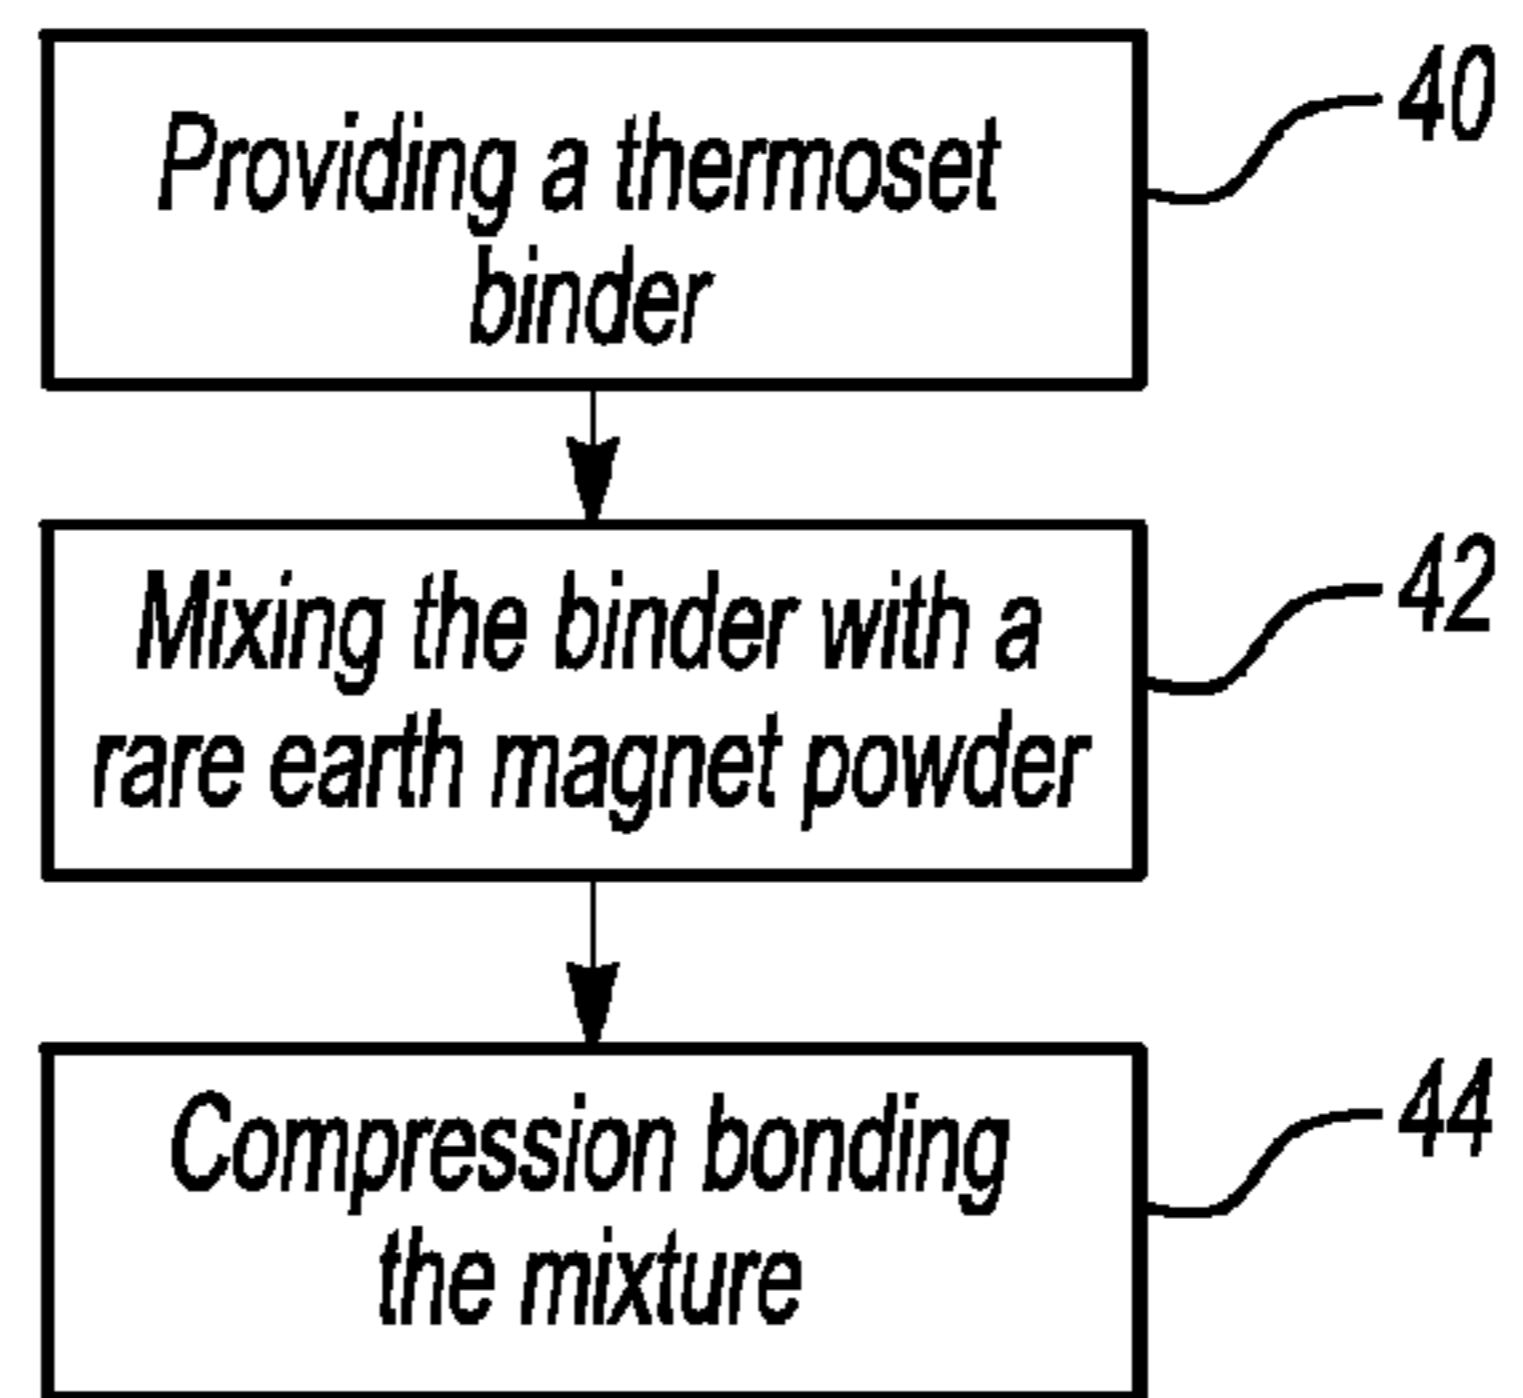 Providing a thermoset
binder
40
Mixing the binder with a
rare earth magnet powder
42
Compression bonding
the mixture
44